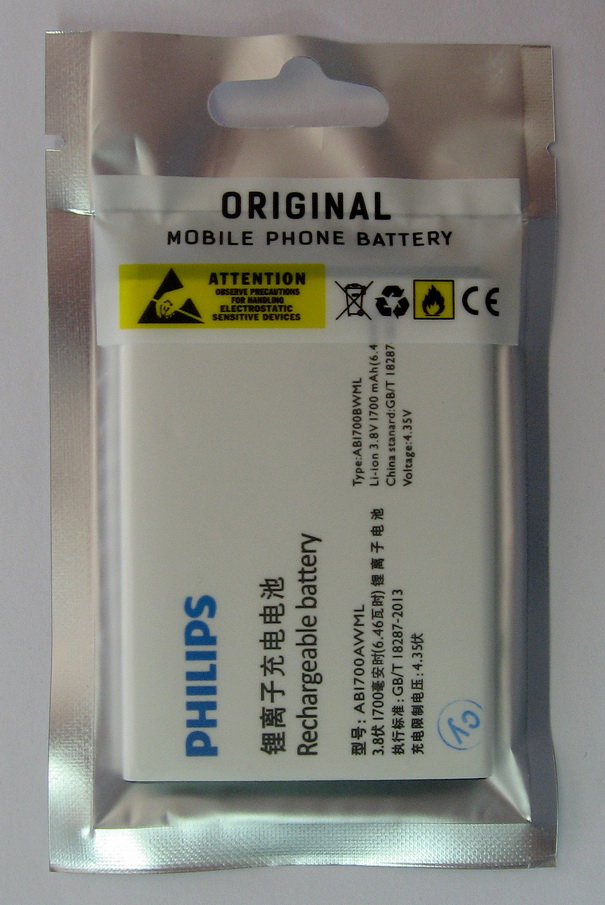 ORIGINAL
MOBILE PHONE BATTERY
ATTENTION
OBSERVE PRECAUTIONS
FOR HANDLING
ELECTROSTATIC
SENSITIVE DEVICES
CE
PHILIPS
锂离子充电电池
Rechargeable battery
型号: AB1700AWML
3.8伏 1700毫安时(6.46瓦时) 锂离子电池
执行标准: GB/T 18287-2013
充电限制电压: 4.35伏
Type:AB1700BWML
Li-ion 3.8V 1700 mAh(6.4
China stanard:GB/T 18287
Voltage:4.35V
Cy